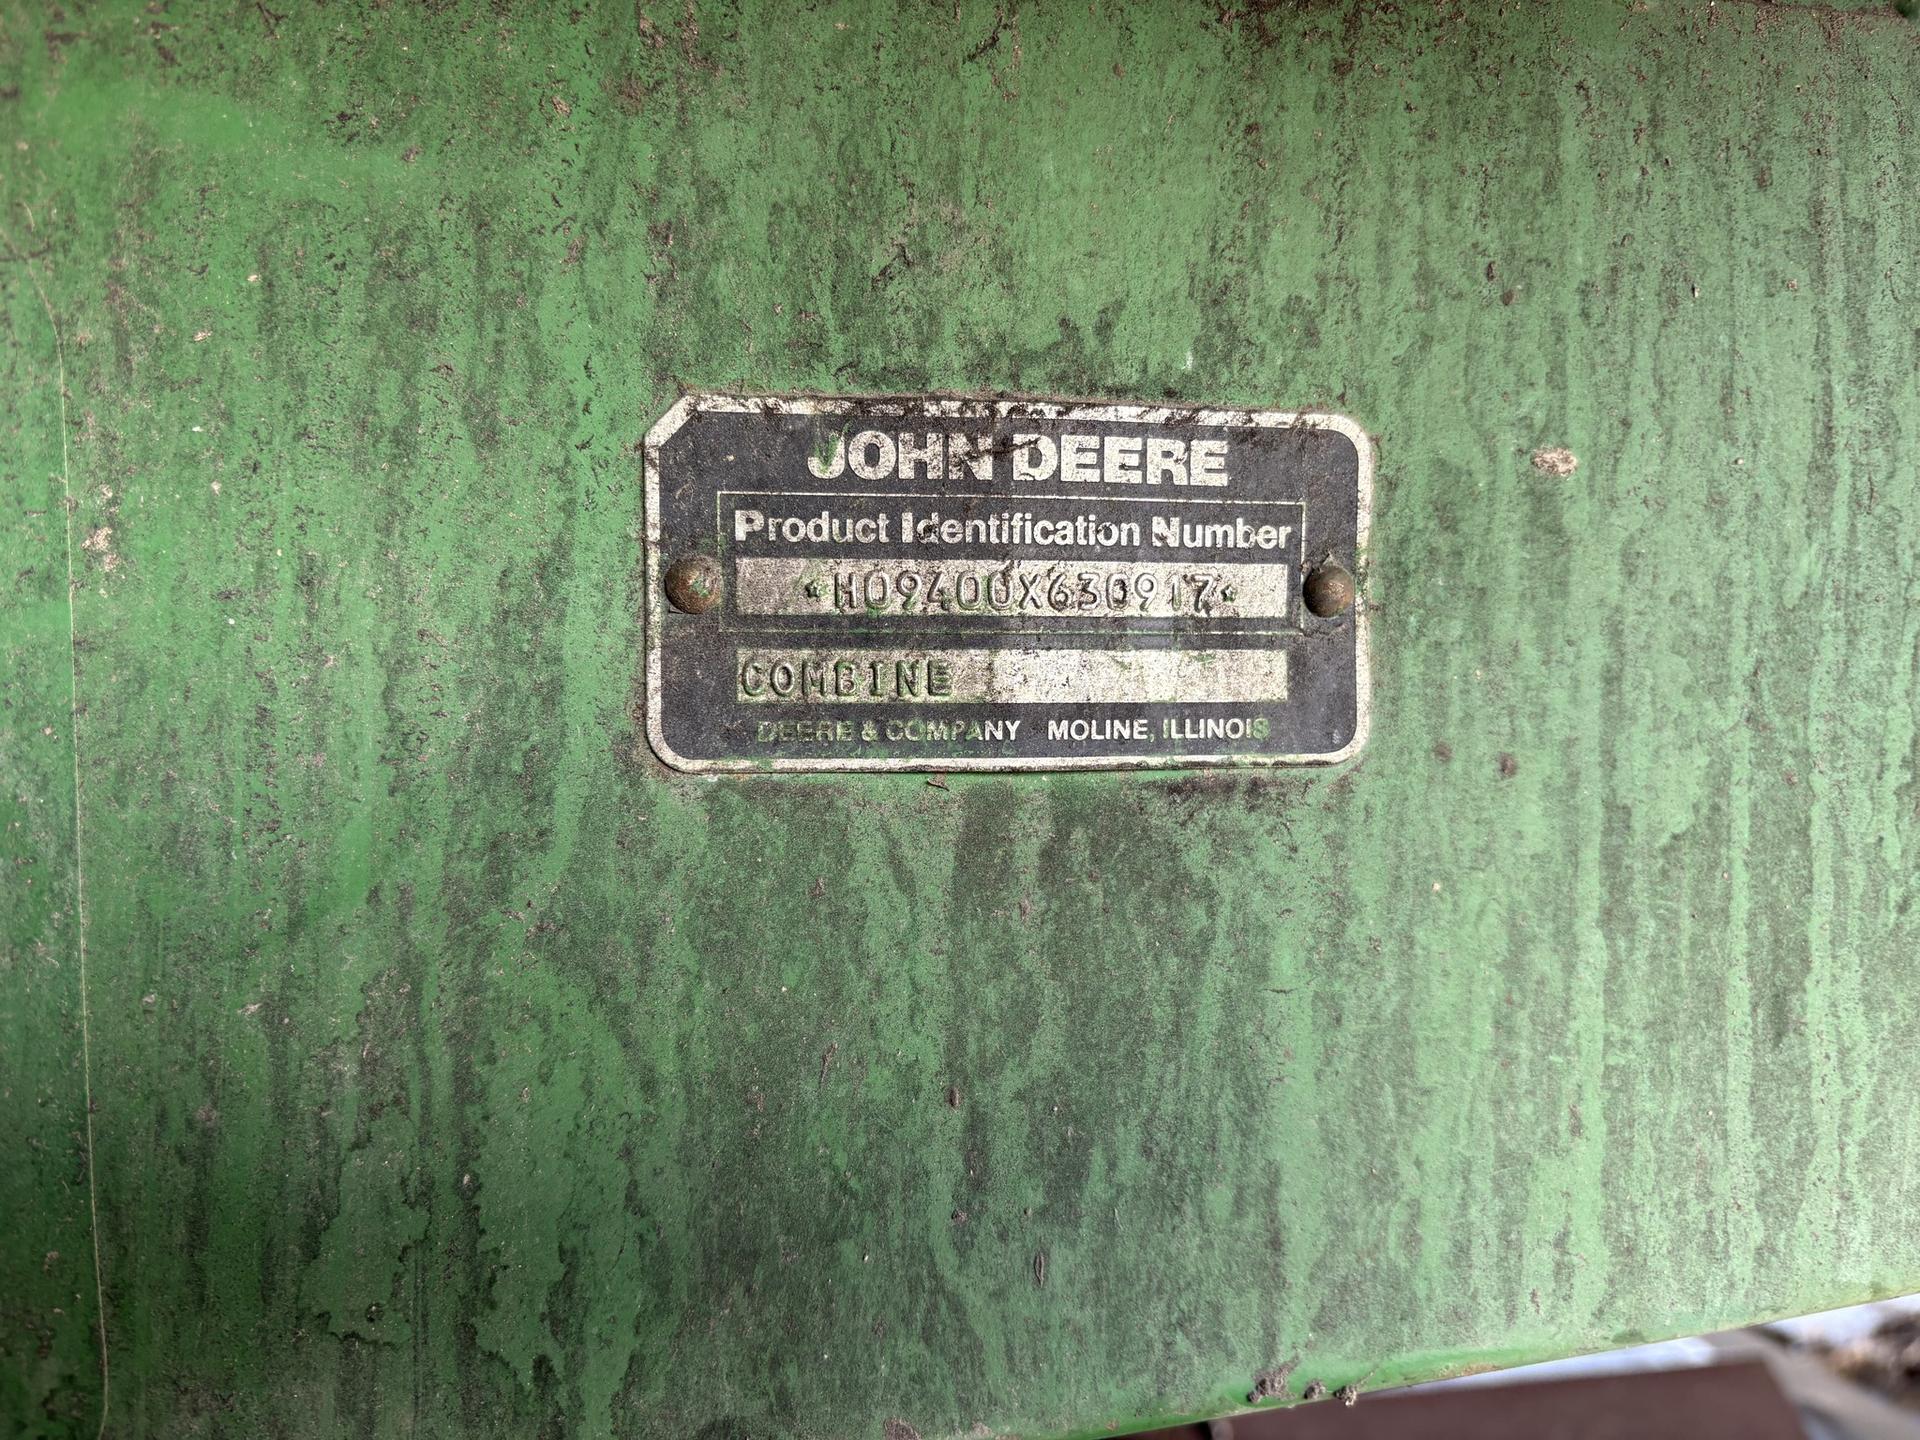 JOHN DEERE
Product Identification Number
*H09400X630917*
COMBINE
DEERE & COMPANY MOLINE, ILLINOIS